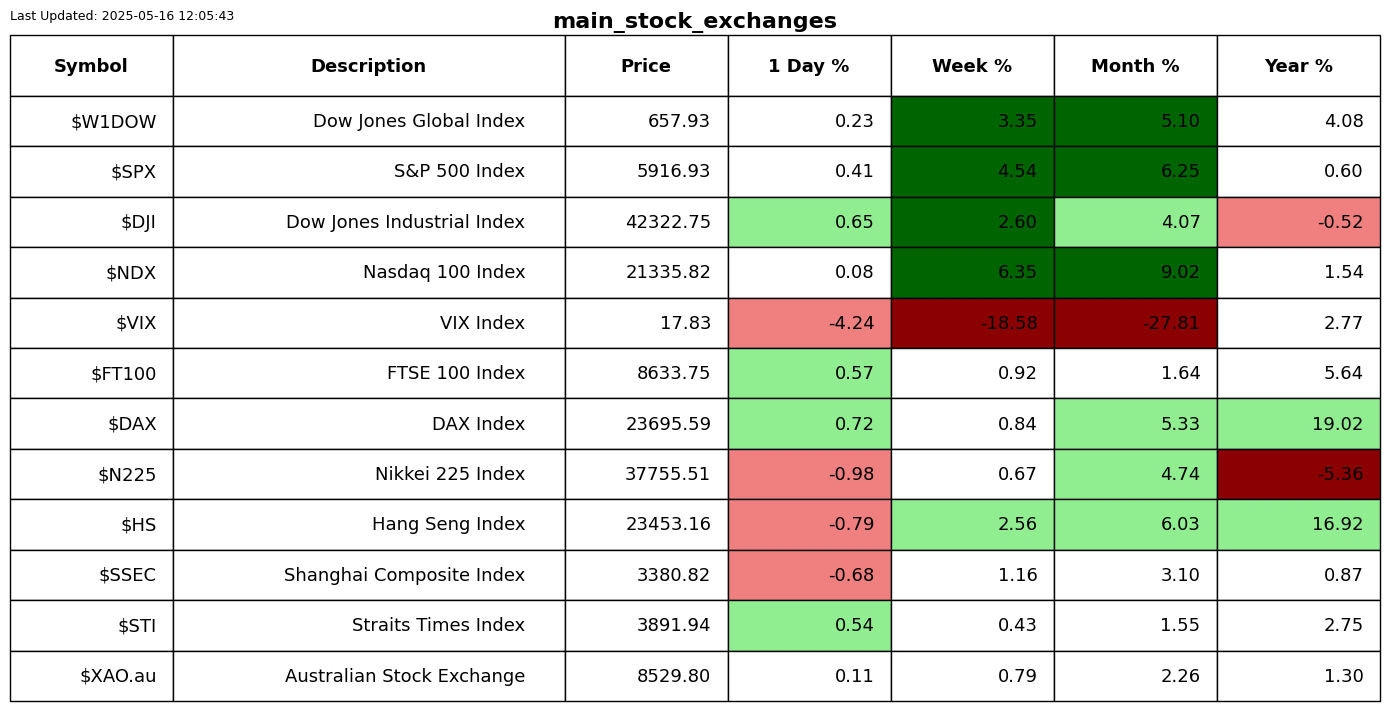 Last Updated: 2025-05-16 12:05:43
main_stock_exchanges
Symbol Description Price 1 Day % Week % Month % Year %
$W1DOW Dow Jones Global Index 657.93 0.23 3.35 5.10 4.08
$SPX S&P 500 Index 5916.93 0.41 4.54 6.25 0.60
$DJI Dow Jones Industrial Index 42322.75 0.65 2.60 4.07 -0.52
$NDX Nasdaq 100 Index 21335.82 0.08 6.35 9.02 1.54
$VIX VIX Index 17.83 -4.24 -18.58 -27.81 2.77
$FT100 FTSE 100 Index 8633.75 0.57 0.92 1.64 5.64
$DAX DAX Index 23695.59 0.72 0.84 5.33 19.02
$N225 Nikkei 225 Index 37755.51 -0.98 0.67 4.74 -5.36
$HS Hang Seng Index 23453.16 -0.79 2.56 6.03 16.92
$SSEC Shanghai Composite Index 3380.82 -0.68 1.16 3.10 0.87
$STI Straits Times Index 3891.94 0.54 0.43 1.55 2.75
$XAO.au Australian Stock Exchange 8529.80 0.11 0.79 2.26 1.30